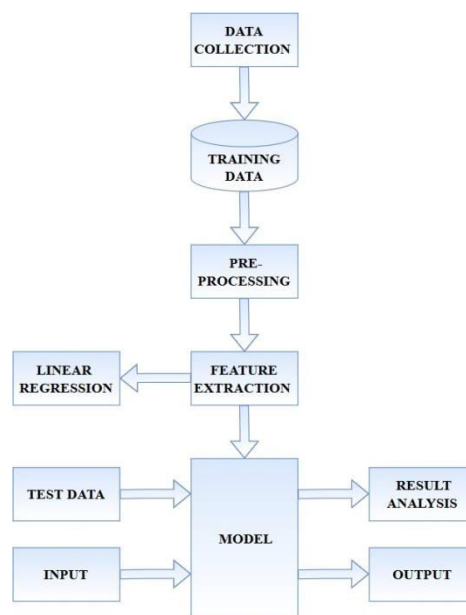 DATA
COLLECTION
TRAINING
DATA
PRE-
PROCESSING
LINEAR
REGRESSION
FEATURE
EXTRACTION
TEST DATA
RESULT
ANALYSIS
MODEL
INPUT
OUTPUT